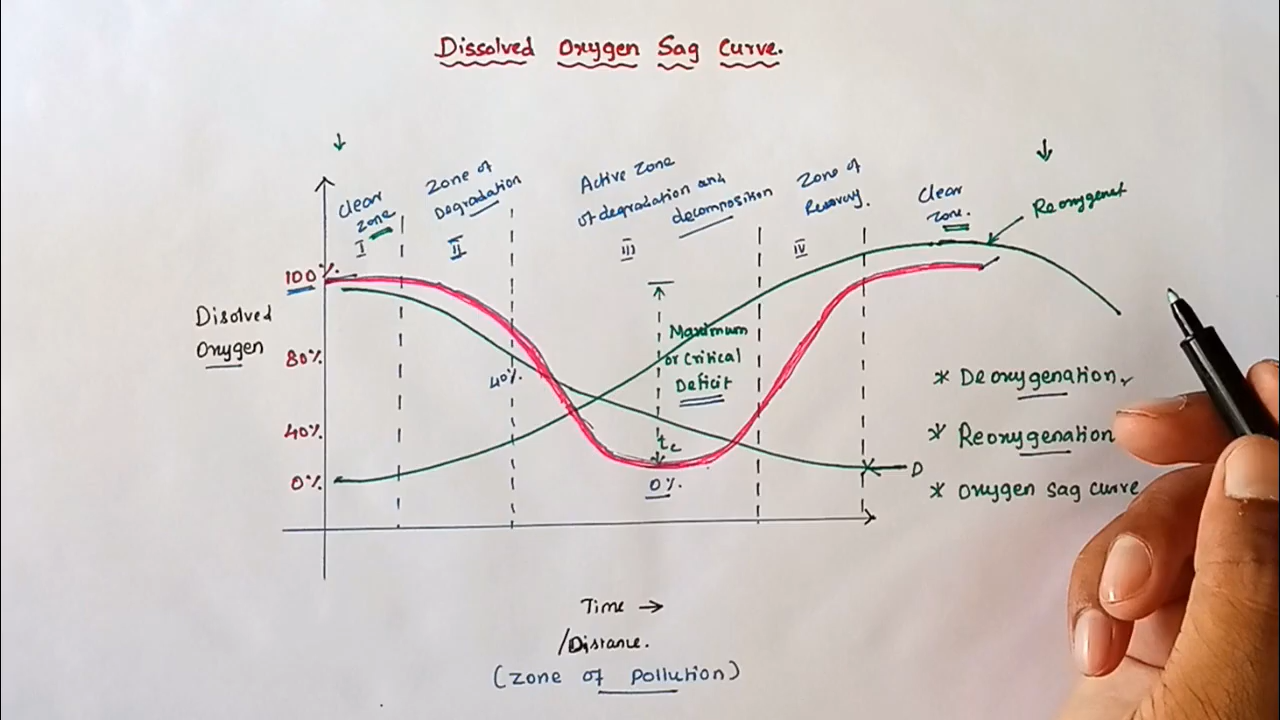 Dissolved Oxygen Sag Curve.
Clear
zone
I
Zone of
Degradation
II
Active Zone
of degradation and
decomposition
III
Zone of
Recovery.
IV
Clear
zone.
Reoxygenat
100%
Disolved
Oxygen
80%
40%
0%
40%.
Maximum
or critical
Deficit
tc
0%.
D
* Deoxygenation
* Reoxygenation
* Oxygen sag curve
Time →
/Distance.
(Zone of Pollution)